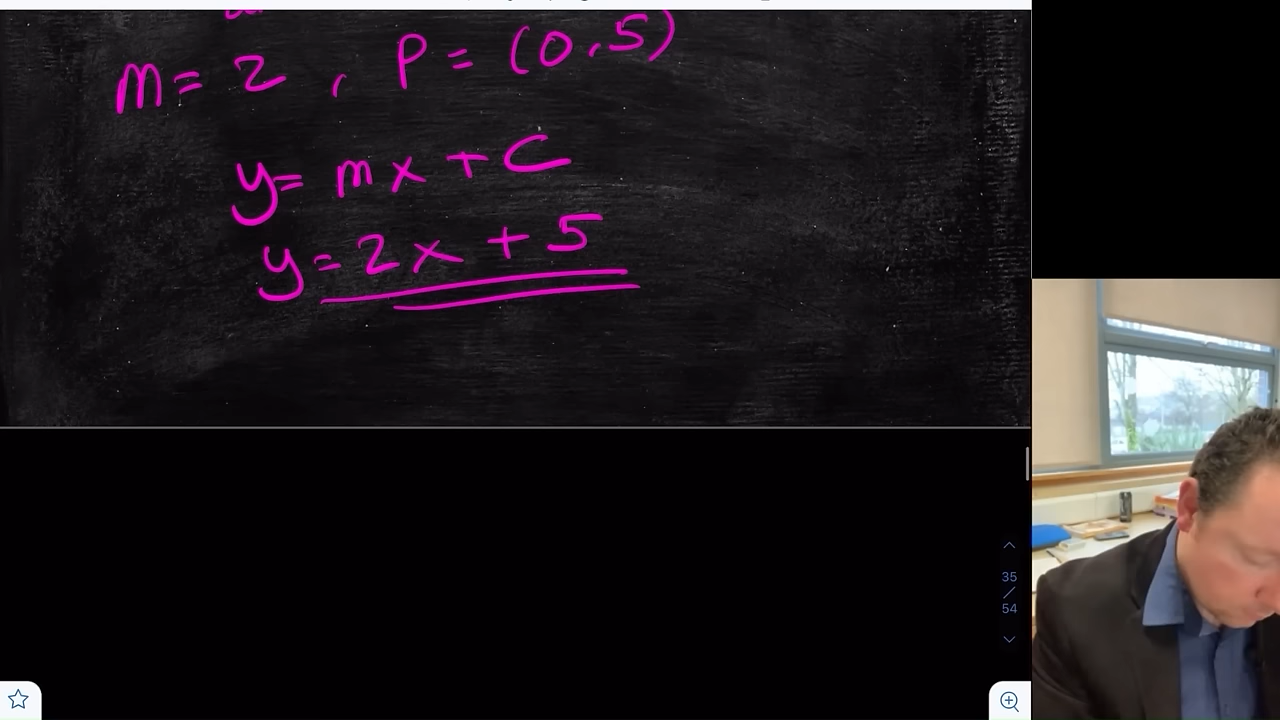 m = 2 , P = (0,5)
y = mx + C
y = 2x + 5
35
/
54